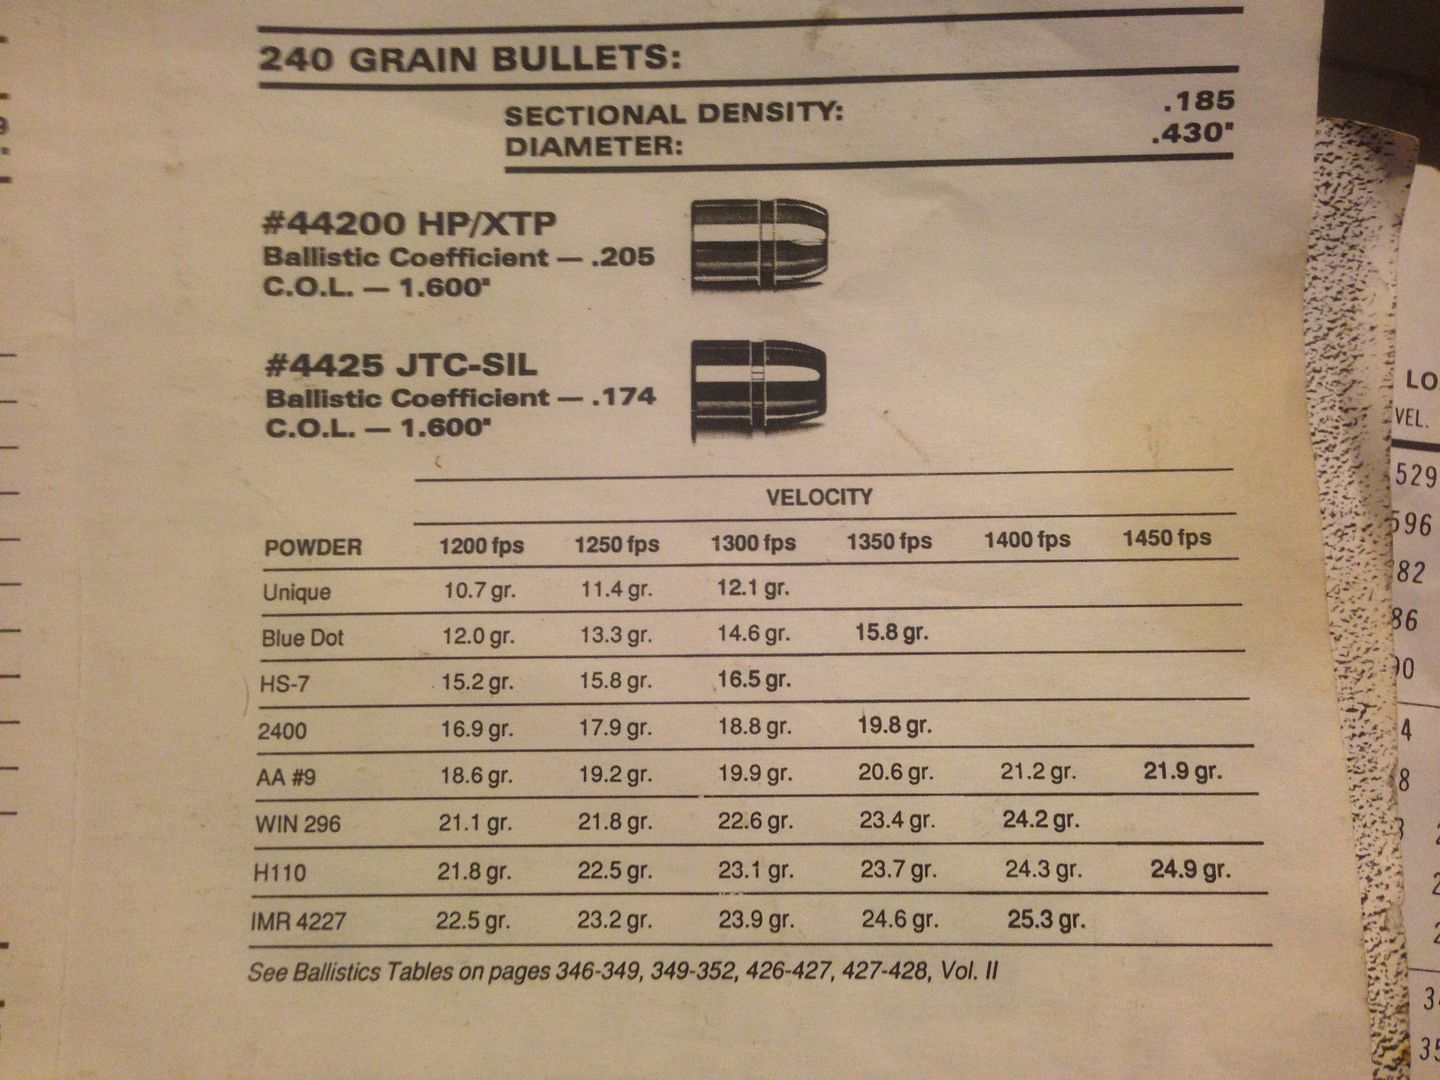 240 GRAIN BULLETS:
SECTIONAL DENSITY: .185
DIAMETER: .430"
#44200 HP/XTP
Ballistic Coefficient — .205
C.O.L. — 1.600"
#4425 JTC-SIL
Ballistic Coefficient — .174
C.O.L. — 1.600"
VELOCITY
POWDER 1200 fps 1250 fps 1300 fps 1350 fps 1400 fps 1450 fps
Unique 10.7 gr. 11.4 gr. 12.1 gr.
Blue Dot 12.0 gr. 13.3 gr. 14.6 gr. 15.8 gr.
HS-7 15.2 gr. 15.8 gr. 16.5 gr.
2400 16.9 gr. 17.9 gr. 18.8 gr. 19.8 gr.
AA #9 18.6 gr. 19.2 gr. 19.9 gr. 20.6 gr. 21.2 gr. 21.9 gr.
WIN 296 21.1 gr. 21.8 gr. 22.6 gr. 23.4 gr. 24.2 gr.
H110 21.8 gr. 22.5 gr. 23.1 gr. 23.7 gr. 24.3 gr. 24.9 gr.
IMR 4227 22.5 gr. 23.2 gr. 23.9 gr. 24.6 gr. 25.3 gr.
See Ballistics Tables on pages 346-349, 349-352, 426-427, 427-428, Vol. II
LO
VEL.
529
596
82
86
90
4
8